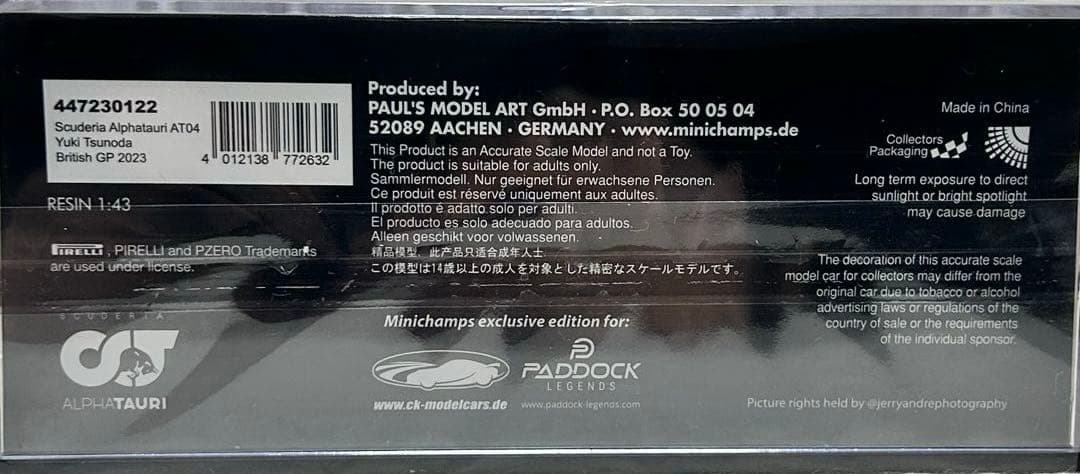 447230122
Scuderia Alphatauri AT04
Yuki Tsunoda
British GP 2023
4 012138 772632
RESIN 1:43
PIRELLI, PIRELLI and PZERO Trademarks
are used under license.
SCUDERIA
ALPHATAURI
Produced by:
PAUL'S MODEL ART GmbH · P.O. Box 50 05 04
52089 AACHEN · GERMANY · www.minichamps.de
This Product is an Accurate Scale Model and not a Toy.
The product is suitable for adults only.
Sammlermodell. Nur geeignet für erwachsene Personen.
Ce produit est réservé uniquement aux adultes.
Il prodotto é adatto solo per adulti.
El producto es solo adecuado para adultos.
Alleen geschikt voor volwassenen.
精品模型，此产品只适合成年人士
この模型は14歳以上の成人を対象とした精密なスケールモデルです。
Minichamps exclusive edition for:
www.ck-modelcars.de
PADDOCK
LEGENDS
www.paddock-legends.com
Made in China
Collectors
Packaging
Long term exposure to direct
sunlight or bright spotlight
may cause damage
The decoration of this accurate scale
model car for collectors may differ from the
original car due to tobacco or alcohol
advertising laws or regulations of the
country of sale or the requirements
of the individual sponsor.
Picture rights held by @jerryandrephotography